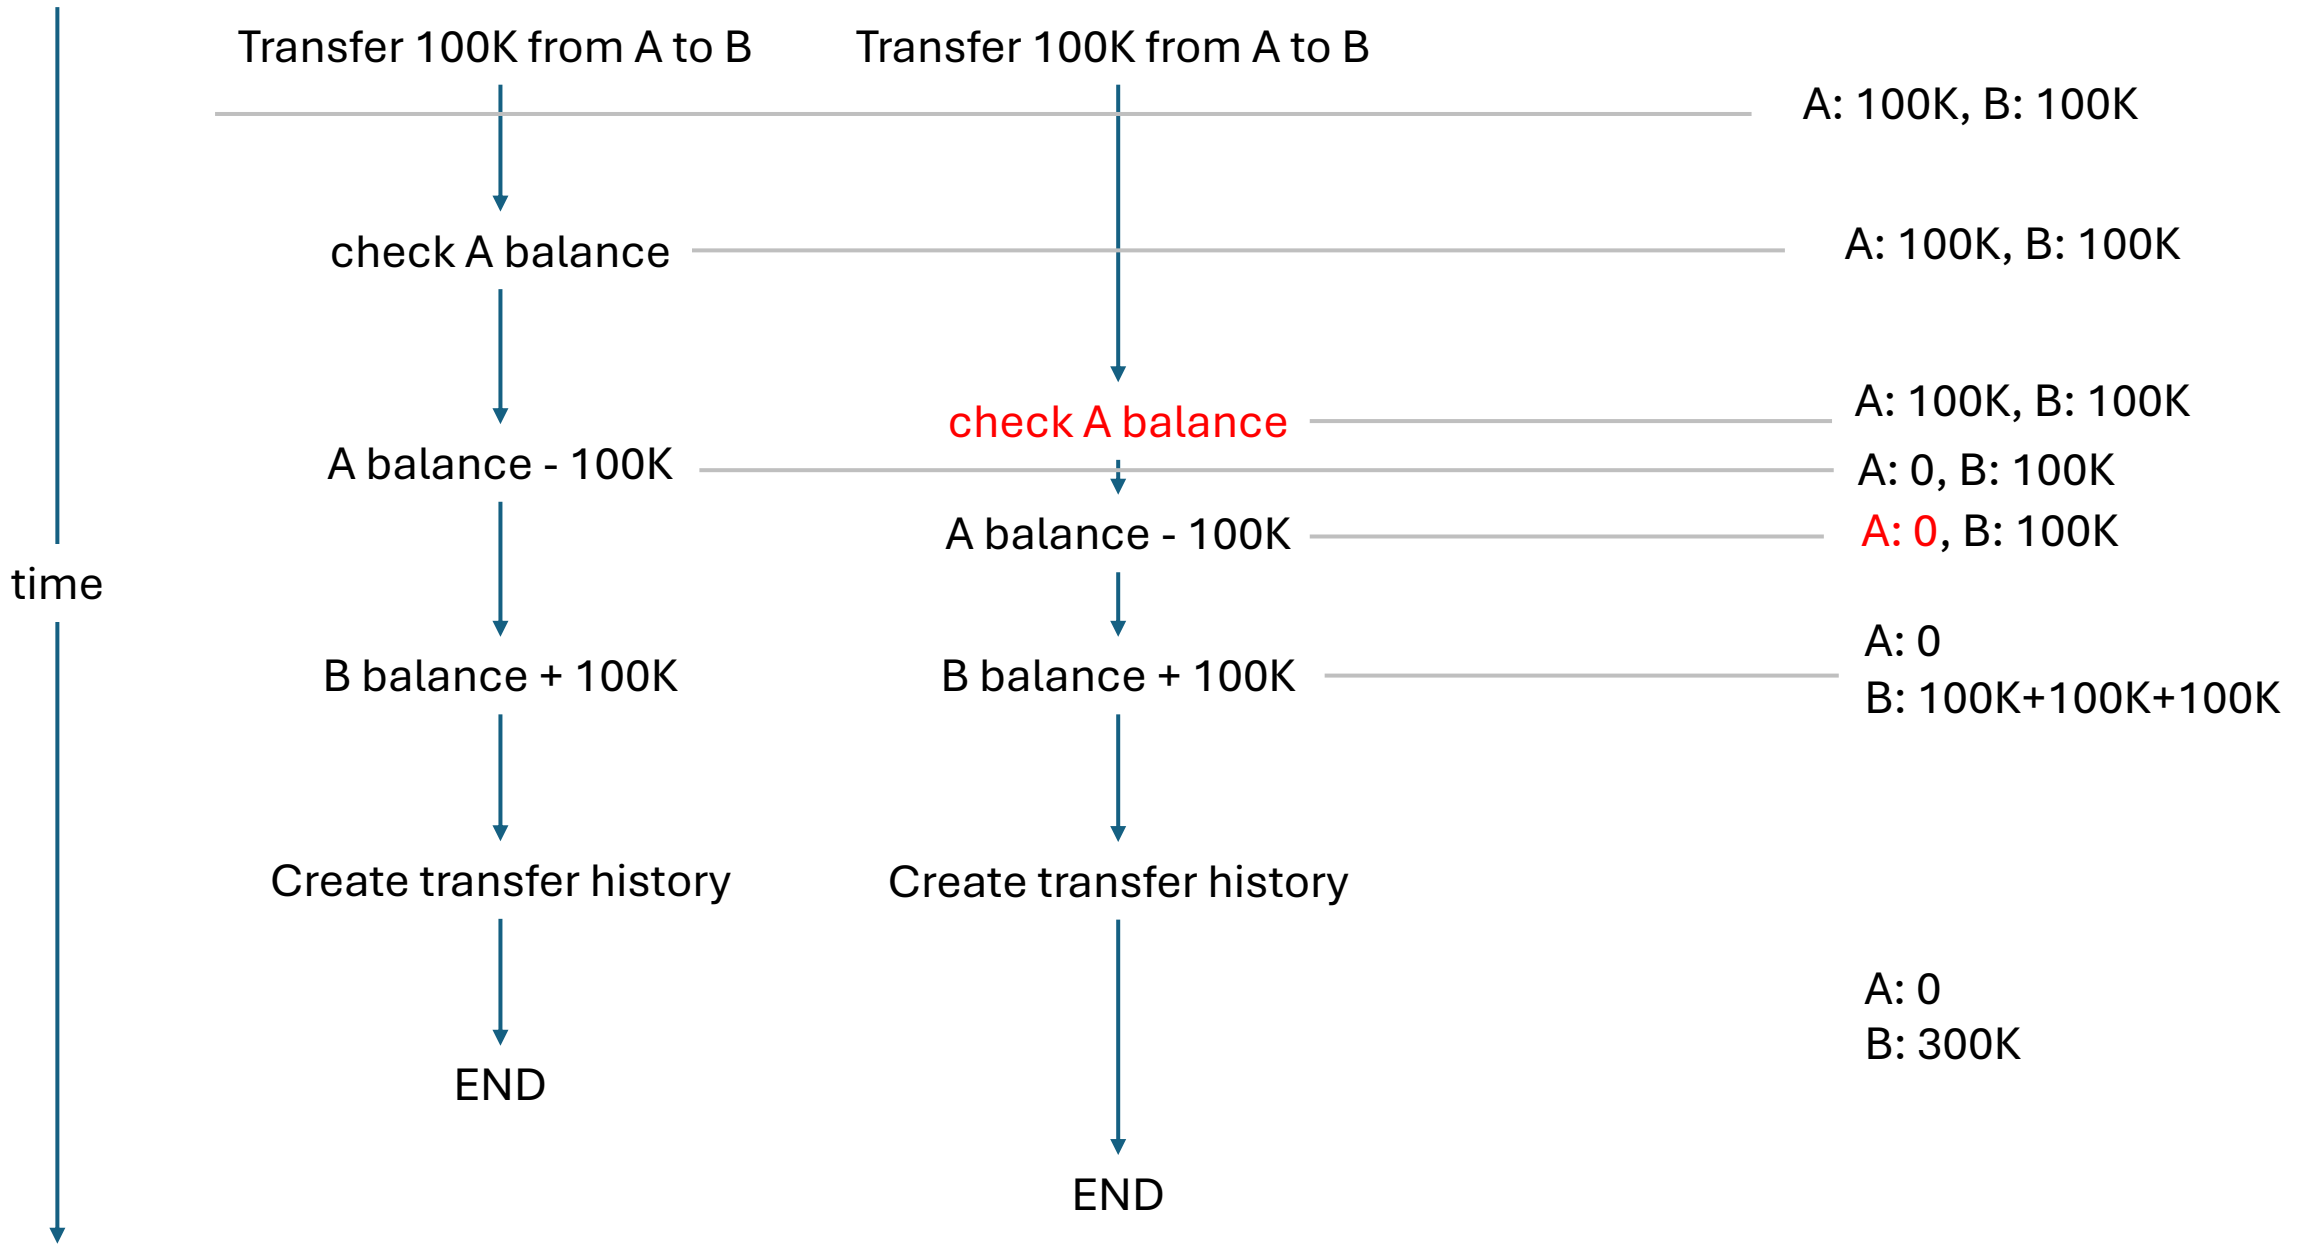 Transfer 100K from A to B
Transfer 100K from A to B
A: 100K, B: 100K
check A balance
A: 100K, B: 100K
check A balance
A: 100K, B: 100K
A balance - 100K
A: 0, B: 100K
A balance - 100K
A: 0, B: 100K
time
B balance + 100K
B balance + 100K
A: 0
B: 100K+100K+100K
Create transfer history
Create transfer history
A: 0
B: 300K
END
END